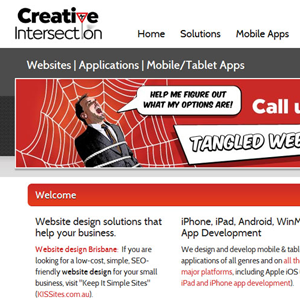 Creative
Intersection
Home Solutions Mobile Apps
Websites | Applications | Mobile/Tablet Apps
HELP ME FIGURE OUT
WHAT MY OPTIONS ARE!
Call u
TANGLED WEB
Welcome
Website design solutions that
help your business.
Website design Brisbane: If you are
looking for a low-cost, simple, SEO-
friendly website design for your small
business, visit "Keep It Simple Sites"
(KISSites.com.au).
iPhone, iPad, Android, WinM
App Development
We design and develop mobile & tabl
applications of all genres and on all th
major platforms, including Apple iOS
iPad and iPhone app development).